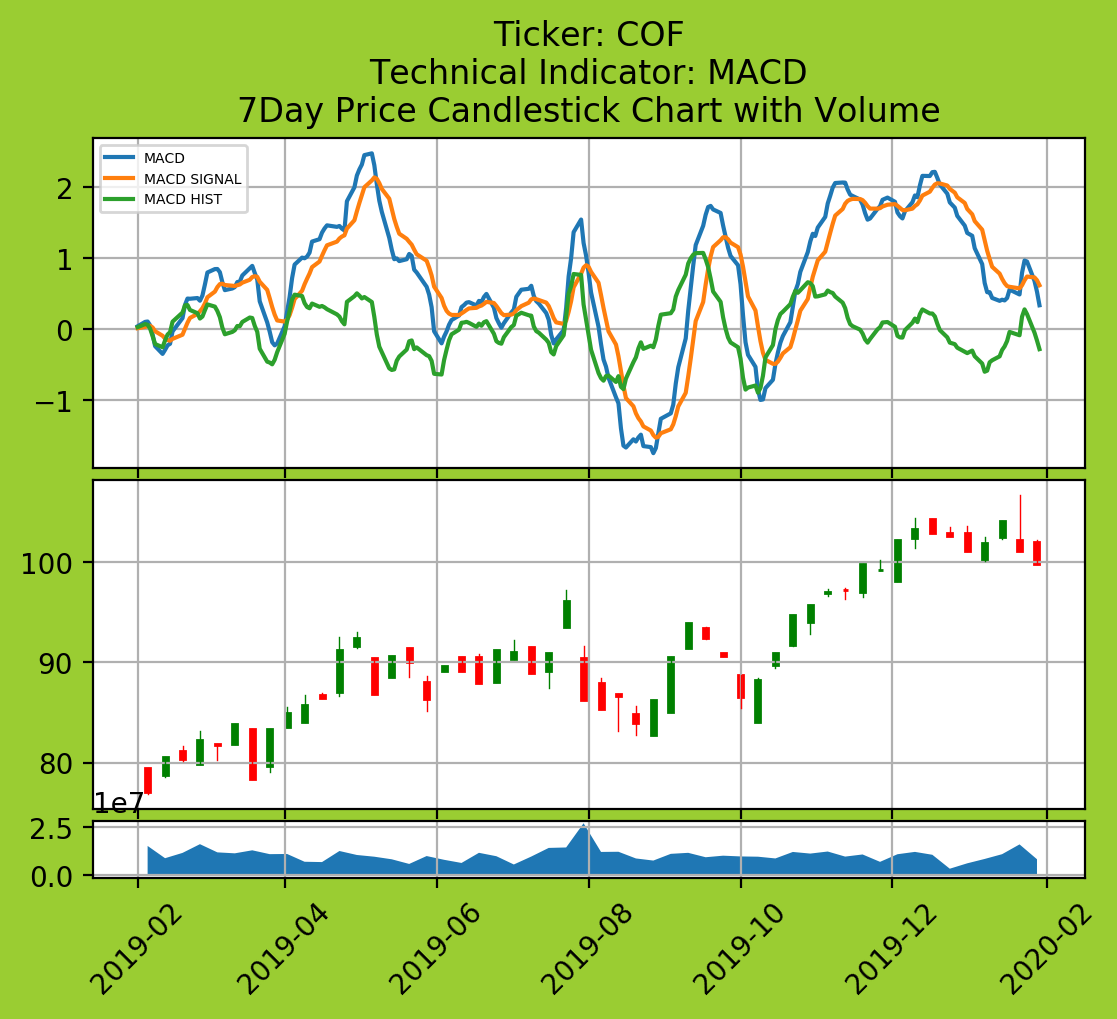 Ticker: COF
Technical Indicator: MACD
7Day Price Candlestick Chart with Volume
MACD
MACD SIGNAL
MACD HIST
2
1
0
−1
100
90
80
1e7
2.5
0.0
2019-02
2019-04
2019-06
2019-08
2019-10
2019-12
2020-02